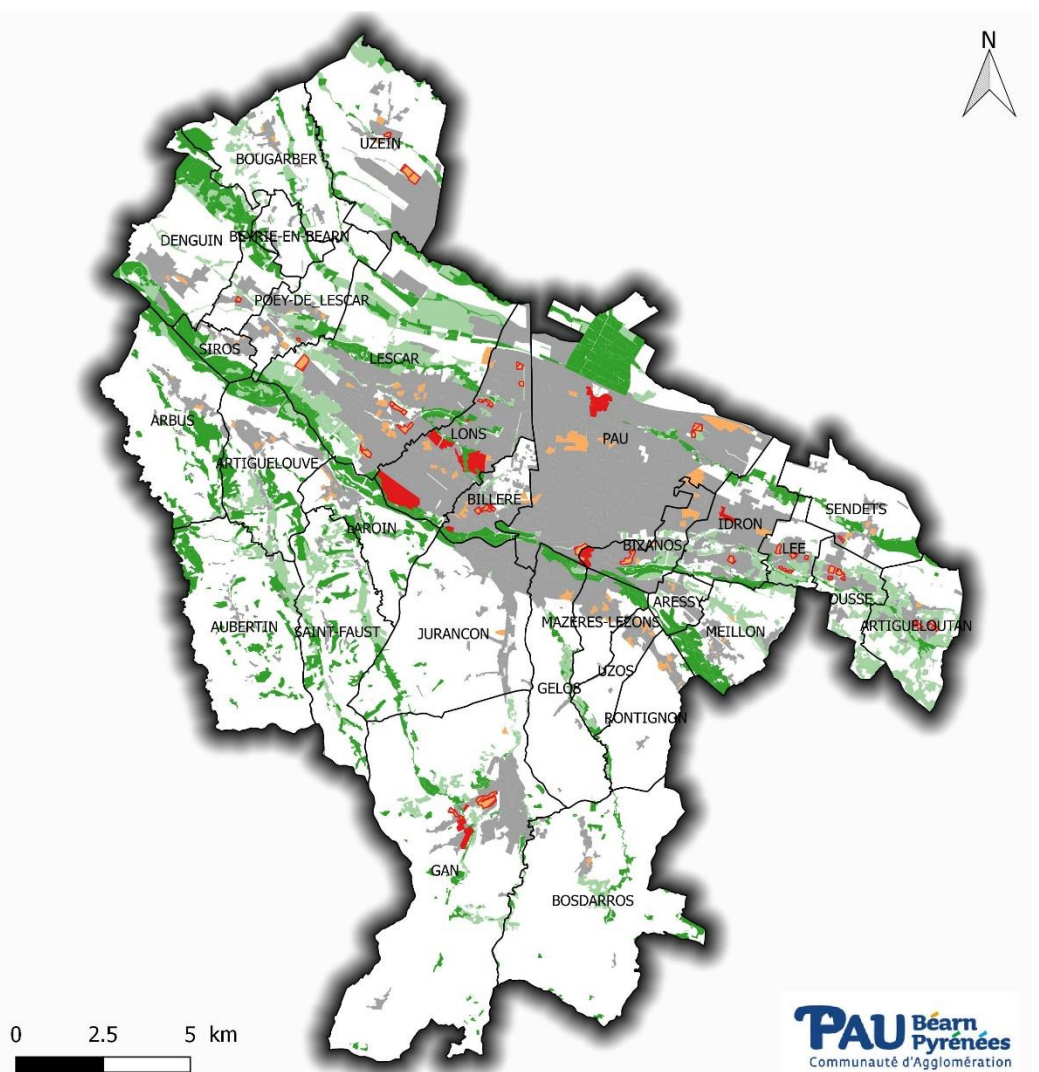 N
UZEIN
BOUGARBER
BEYRIE-EN-BEARN
DENGUIN
POEY-DE_LESCAR
SIROS
LESCAR
ARBUS
LONS
PAU
ARTIGUELOUVE
BILLERE
SENDETS
IDRON
LAROIN
BIZANOS
LEE
OUSSE
ARESSY
AUBERTIN
SAINT-FAUST
JURANCON
MAZERES-LEZONS
MEILLON
ARTIGUELOUTAN
UZOS
GELOS
RONTIGNON
GAN
BOSDARROS
0 2.5 5 km
PAU Béarn
Pyrénées
Communauté d'Agglomération